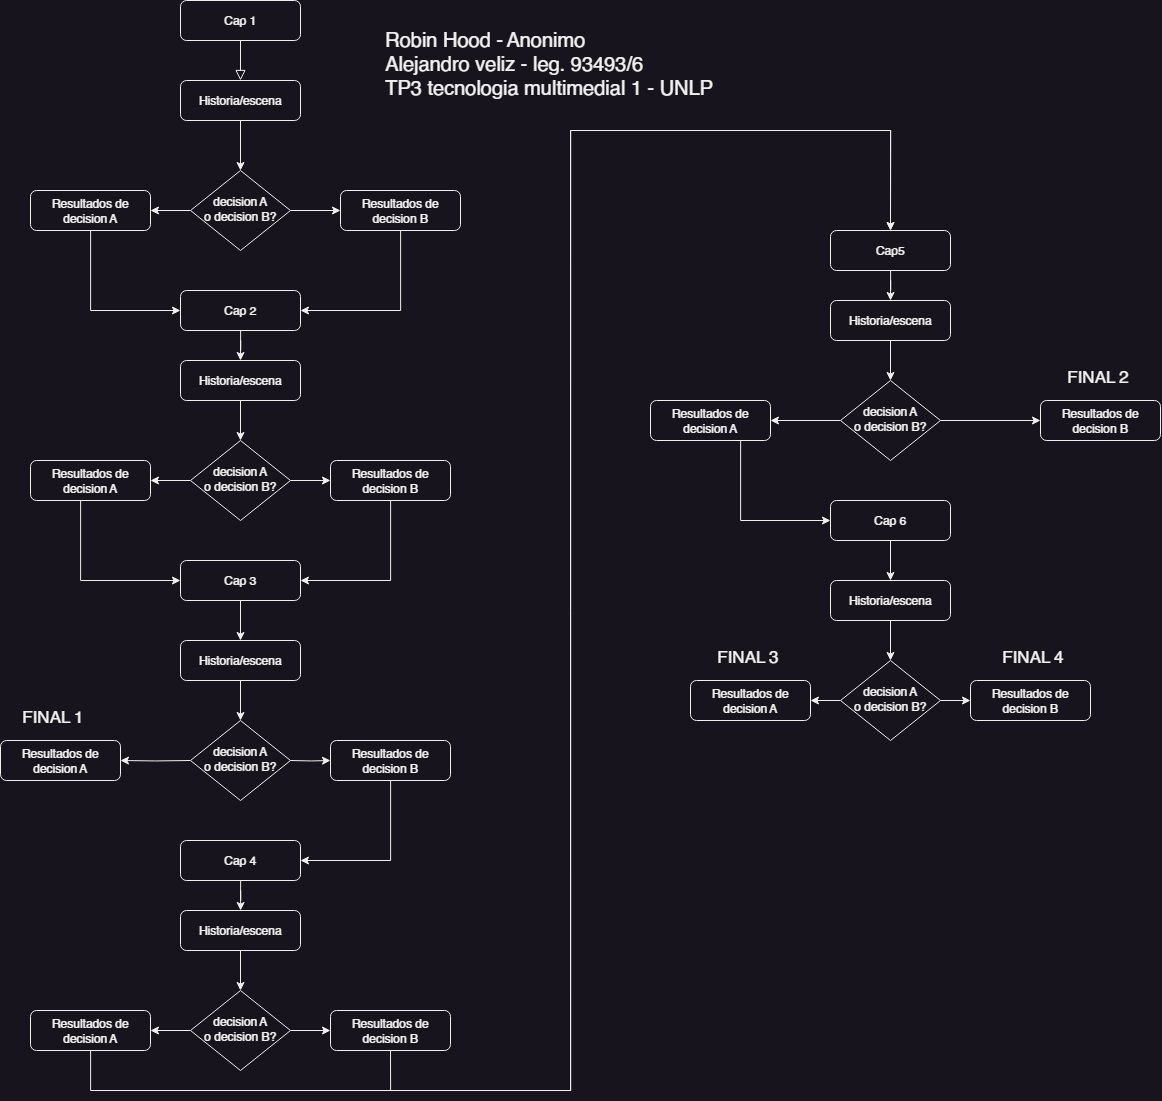 Cap 1
Robin Hood - Anonimo
Alejandro veliz - leg. 93493/6
TP3 tecnologia multimedial 1 - UNLP
Historia/escena
decision A
o decision B?
Resultados de
decision A
Resultados de
decision B
Cap 2
Historia/escena
decision A
o decision B?
Resultados de
decision A
Resultados de
decision B
Cap 3
Historia/escena
decision A
o decision B?
FINAL 1
Resultados de
decision A
Resultados de
decision B
Cap 4
Historia/escena
decision A
o decision B?
Resultados de
decision A
Resultados de
decision B
Cap5
Historia/escena
decision A
o decision B?
Resultados de
decision A
FINAL 2
Resultados de
decision B
Cap 6
Historia/escena
decision A
o decision B?
FINAL 3
Resultados de
decision A
FINAL 4
Resultados de
decision B